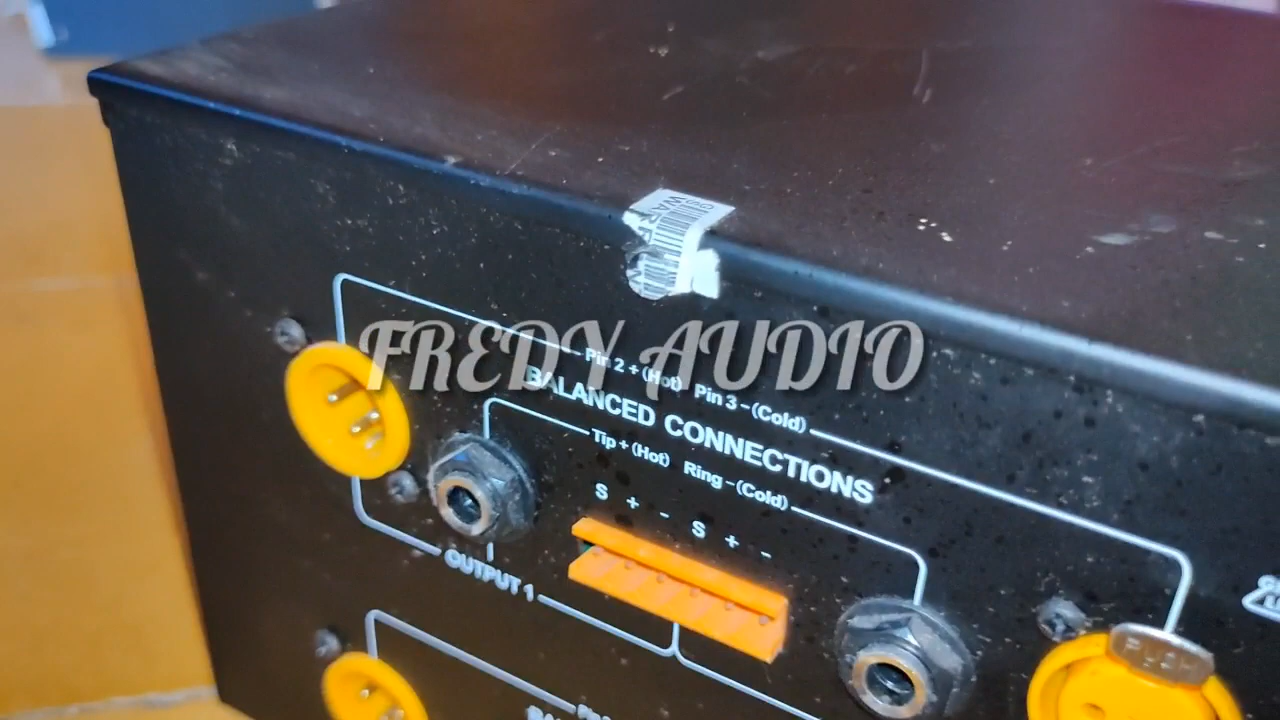 FREDY AUDIO
Pin 2 + (Hot) Pin 3 - (Cold)
BALANCED CONNECTIONS
Tip + (Hot) Ring - (Cold)
S + - S + -
OUTPUT 1
PUSH